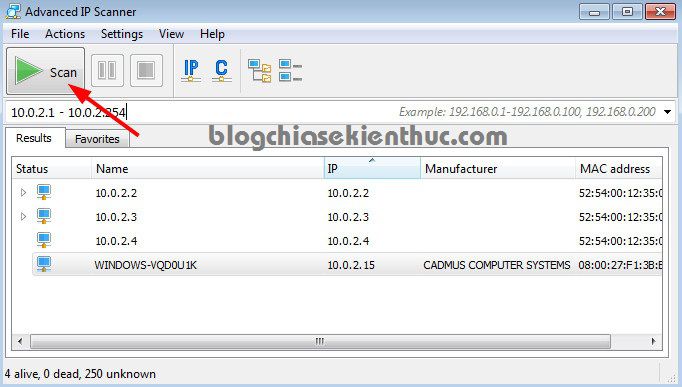 Advanced IP Scanner
File Actions Settings View Help
Scan IP C
10.0.2.1 - 10.0.2.254 Example: 192.168.0.1-192.168.0.100, 192.168.0.200
blogchiasekienthuc.com
Results Favorites
Status Name IP Manufacturer MAC address
10.0.2.2 10.0.2.2 52:54:00:12:35:0
10.0.2.3 10.0.2.3 52:54:00:12:35:0
10.0.2.4 10.0.2.4 52:54:00:12:35:0
WINDOWS-VQD0U1K 10.0.2.15 CADMUS COMPUTER SYSTEMS 08:00:27:F1:3B:E
4 alive, 0 dead, 250 unknown